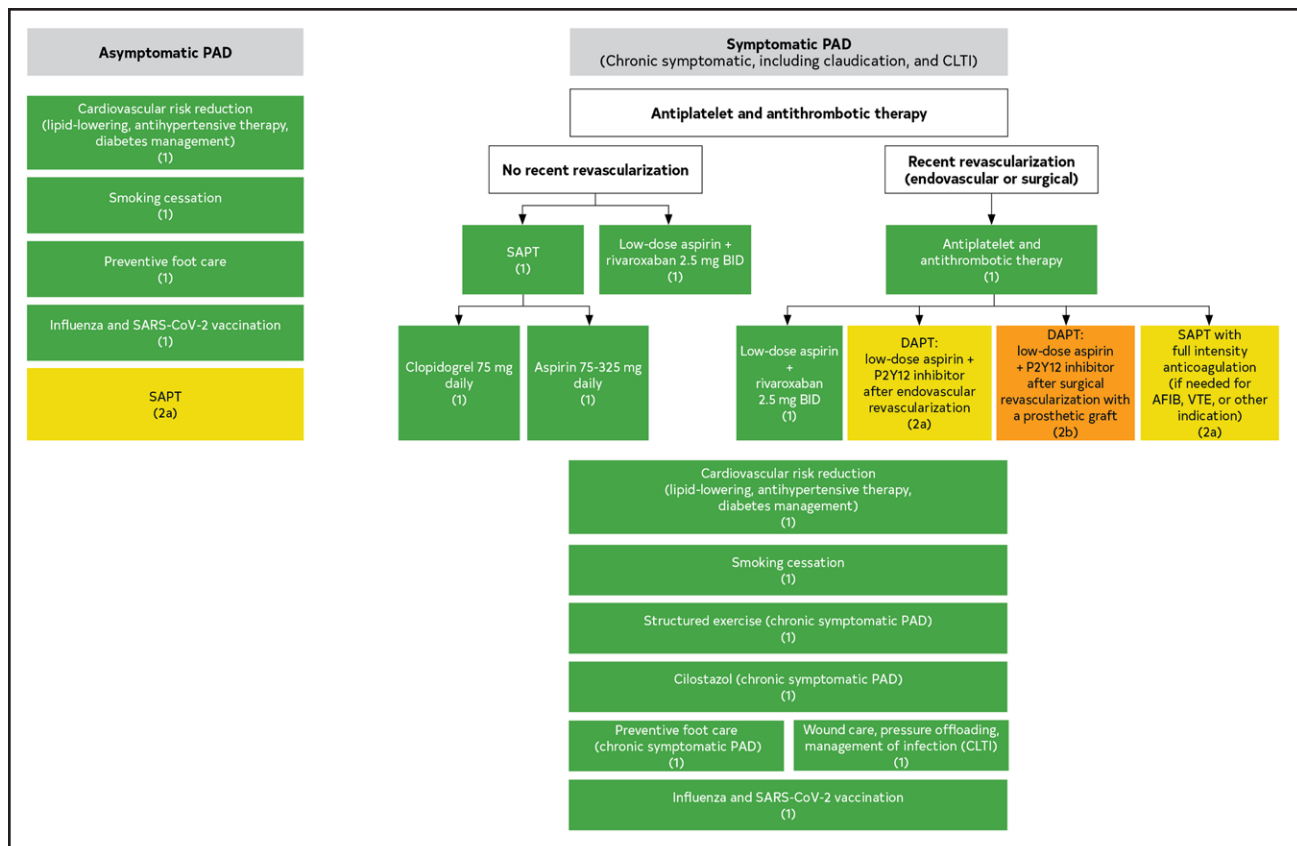 Asymptomatic PAD
Cardiovascular risk reduction
(lipid-lowering, antihypertensive therapy,
diabetes management)
(1)
Smoking cessation
(1)
Preventive foot care
(1)
Influenza and SARS-CoV-2 vaccination
(1)
SAPT
(2a)
Symptomatic PAD
(Chronic symptomatic, including claudication, and CLTI)
Antiplatelet and antithrombotic therapy
No recent revascularization
Recent revascularization
(endovascular or surgical)
SAPT
(1)
Low-dose aspirin +
rivaroxaban 2.5 mg BID
(1)
Antiplatelet and
antithrombotic therapy
(1)
Clopidogrel 75 mg
daily
(1)
Aspirin 75-325 mg
daily
(1)
Low-dose aspirin
+
rivaroxaban
2.5 mg BID
(1)
DAPT:
low-dose aspirin +
P2Y12 inhibitor
after endovascular
revascularization
(2a)
DAPT:
low-dose aspirin
+ P2Y12 inhibitor
after surgical
revascularization with
a prosthetic graft
(2b)
SAPT with
full intensity
anticoagulation
(if needed for
AFIB, VTE, or other
indication)
(2a)
Cardiovascular risk reduction
(lipid-lowering, antihypertensive therapy,
diabetes management)
(1)
Smoking cessation
(1)
Structured exercise (chronic symptomatic PAD)
(1)
Cilostazol (chronic symptomatic PAD)
(1)
Preventive foot care
(chronic symptomatic PAD)
(1)
Wound care, pressure offloading,
management of infection (CLTI)
(1)
Influenza and SARS-CoV-2 vaccination
(1)